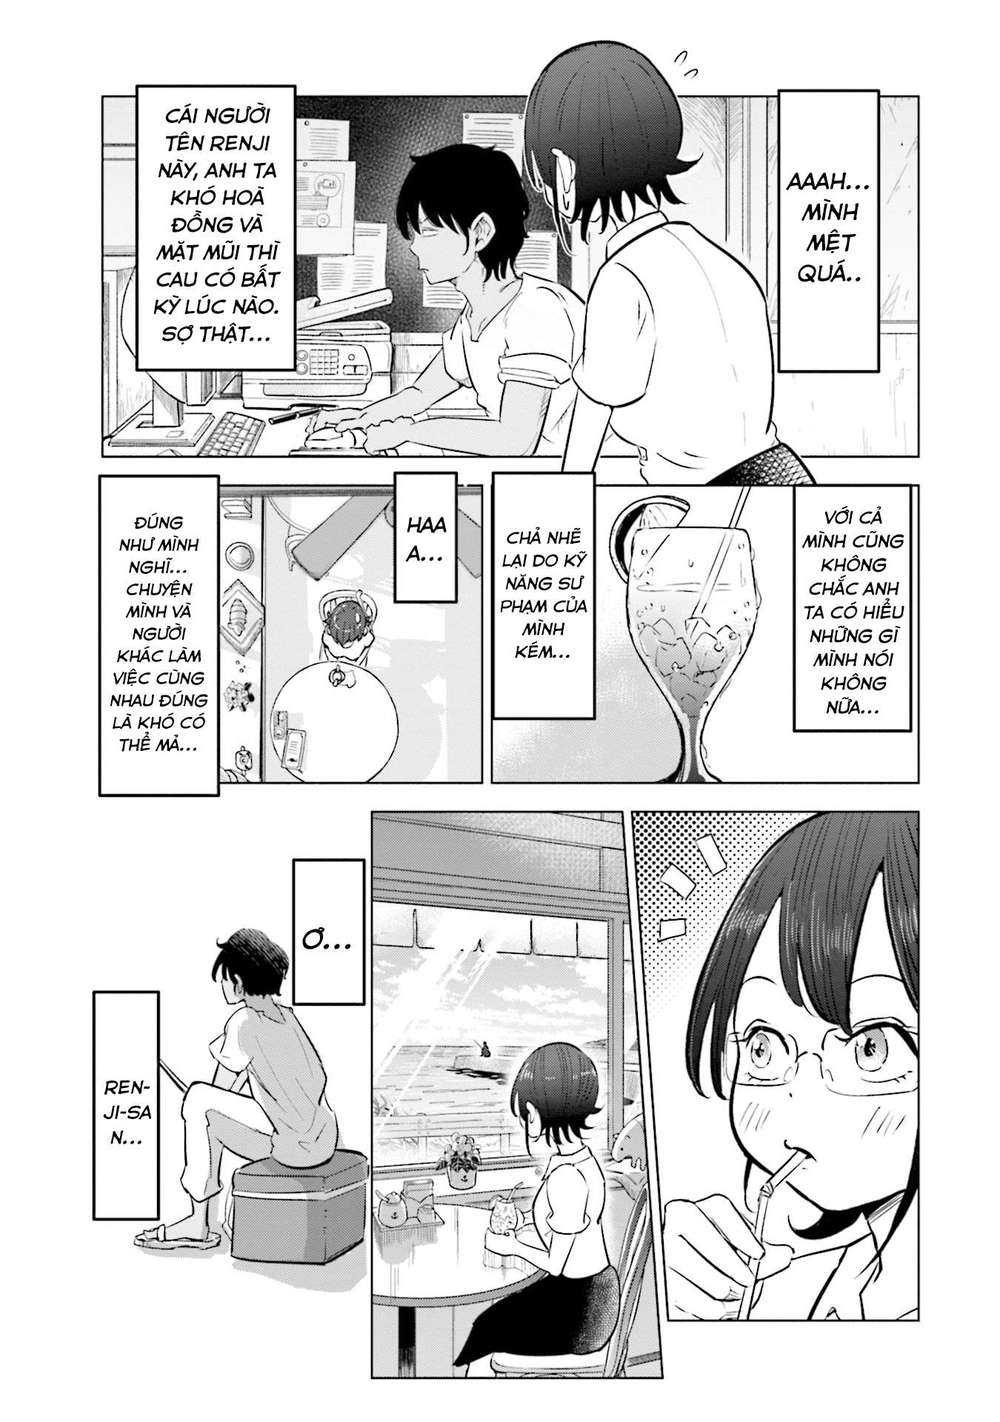 AAAH...
MÌNH
MỆT
QUÁ..
CÁI NGƯỜI
TÊN RENJI
NÀY, ANH TA
KHÓ HOÀ
ĐỒNG VÀ
MẶT MŨI THÌ
CAU CÓ BẤT
KỲ LÚC NÀO.
SỢ THẬT...
VỚI CẢ
MÌNH CŨNG
KHÔNG
CHẮC ANH
TA CÓ HIỂU
NHỮNG GÌ
MÌNH NÓI
KHÔNG
NỮA...
CHẢ NHẼ
LẠI DO KỸ
NĂNG SƯ
PHẠM CỦA
MÌNH
KÉM...
HAA
A...
ĐÚNG
NHƯ MÌNH
NGHĨ...
CHUYỆN
MÌNH VÀ
NGƯỜI
KHÁC LÀM
VIỆC CÙNG
NHAU ĐÚNG
LÀ KHÓ CÓ
THỂ MẢ...
Ơ...
REN-
JI-SA
N...